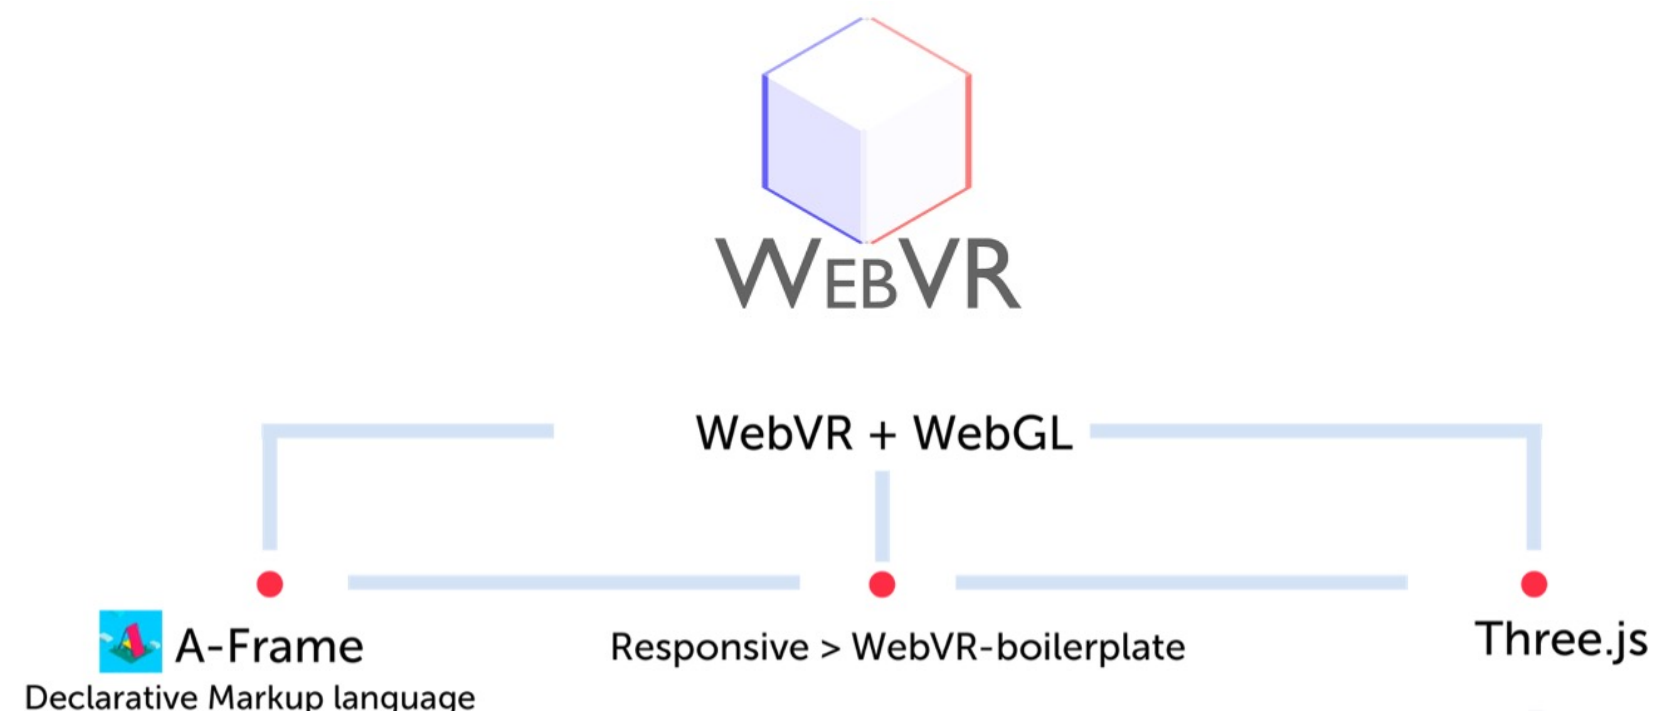 WEBVR
WebVR + WebGL
A-Frame
Responsive > WebVR-boilerplate
Three.js
Declarative Markup language